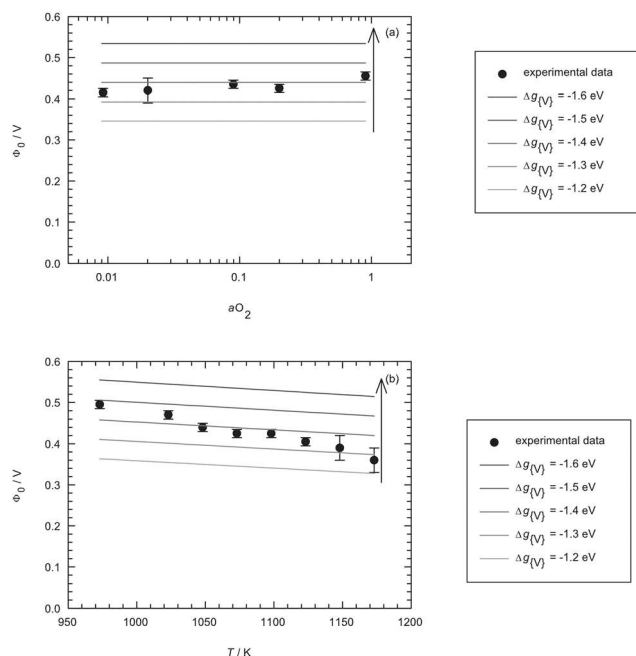 0.6
(a)
0.5
0.4
0.3
0.2
0.1
0.0
Φ0 / V
0.01 0.1 1
aO2
experimental data
Δg{V} = -1.6 eV
Δg{V} = -1.5 eV
Δg{V} = -1.4 eV
Δg{V} = -1.3 eV
Δg{V} = -1.2 eV
0.6
(b)
0.5
0.4
0.3
0.2
0.1
0.0
Φ0 / V
950 1000 1050 1100 1150 1200
T / K
experimental data
Δg{V} = -1.6 eV
Δg{V} = -1.5 eV
Δg{V} = -1.4 eV
Δg{V} = -1.3 eV
Δg{V} = -1.2 eV